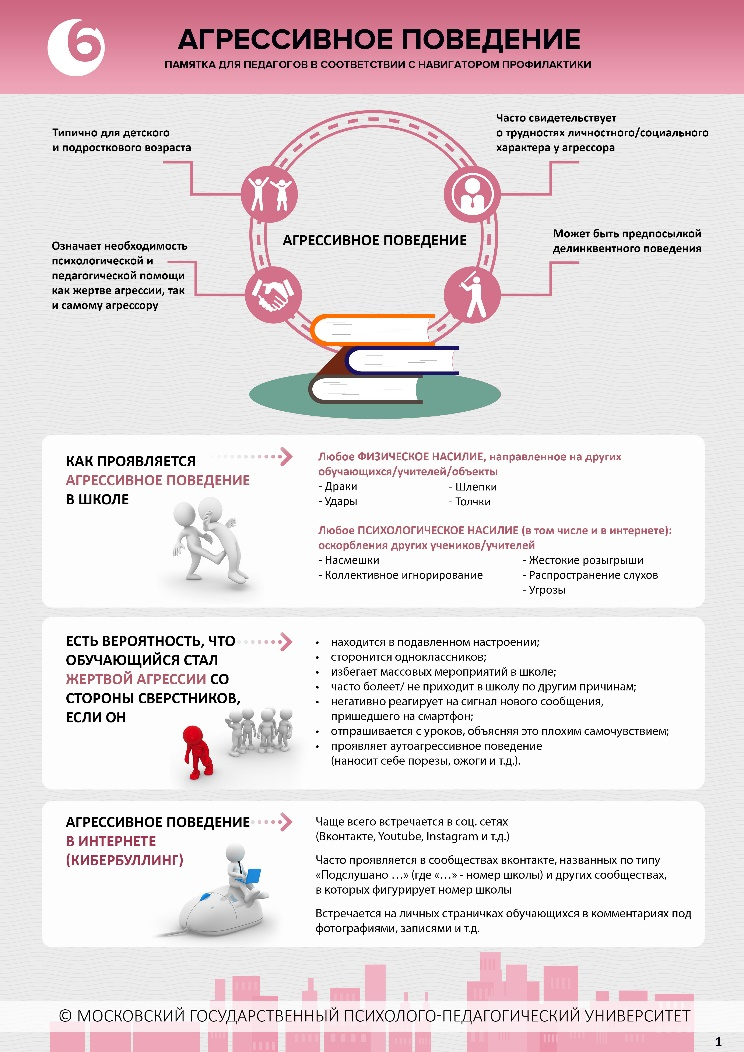 6
АГРЕССИВНОЕ ПОВЕДЕНИЕ
ПАМЯТКА ДЛЯ ПЕДАГОГОВ В СООТВЕТСТВИИ С НАВИГАТОРОМ ПРОФИЛАКТИКИ
Типично для детского
и подросткового возраста
Часто свидетельствует
о трудностях личностного/социального
характера у агрессора
АГРЕССИВНОЕ ПОВЕДЕНИЕ
Означает необходимость
психологической и
педагогической помощи
как жертве агрессии, так
и самому агрессору
Может быть предпосылкой
делинквентного поведения
КАК ПРОЯВЛЯЕТСЯ
АГРЕССИВНОЕ ПОВЕДЕНИЕ
В ШКОЛЕ
Любое ФИЗИЧЕСКОЕ НАСИЛИЕ, направленное на других
обучающихся/учителей/объекты
- Драки - Шлепки
- Удары - Толчки
Любое ПСИХОЛОГИЧЕСКОЕ НАСИЛИЕ (в том числе и в интернете):
оскорбления других учеников/учителей
- Насмешки - Жестокие розыгрыши
- Коллективное игнорирование - Распространение слухов
- Угрозы
ЕСТЬ ВЕРОЯТНОСТЬ, ЧТО
ОБУЧАЮЩИЙСЯ СТАЛ
ЖЕРТВОЙ АГРЕССИИ СО
СТОРОНЫ СВЕРСТНИКОВ,
ЕСЛИ ОН
• находится в подавленном настроении;
• сторонится одноклассников;
• избегает массовых мероприятий в школе;
• часто болеет/ не приходит в школу по другим причинам;
• негативно реагирует на сигнал нового сообщения,
пришедшего на смартфон;
• отпрашивается с уроков, объясняя это плохим самочувствием;
• проявляет аутоагрессивное поведение
(наносит себе порезы, ожоги и т.д.).
АГРЕССИВНОЕ ПОВЕДЕНИЕ
В ИНТЕРНЕТЕ
(КИБЕРБУЛЛИНГ)
Чаще всего встречается в соц. сетях
(Вконтакте, Youtube, Instagram и т.д.)
Часто проявляется в сообществах вконтакте, названных по типу
«Подслушано …» (где «…» - номер школы) и других сообществах,
в которых фигурирует номер школы
Встречается на личных страничках обучающихся в комментариях под
фотографиями, записями и т.д.
© МОСКОВСКИЙ ГОСУДАРСТВЕННЫЙ ПСИХОЛОГО-ПЕДАГОГИЧЕСКИЙ УНИВЕРСИТЕТ
1